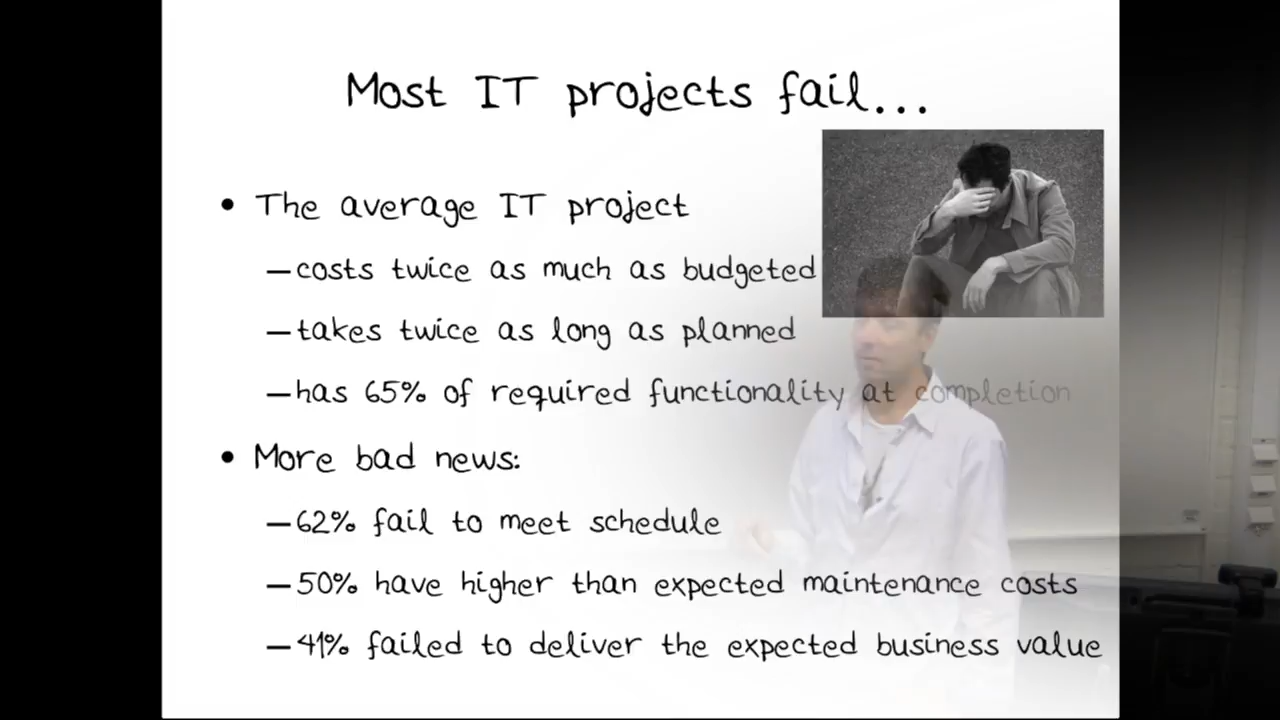 Most IT projects fail...
• The average IT project
—costs twice as much as budgeted
—takes twice as long as planned
—has 65% of required functionality at completion
• More bad news:
—62% fail to meet schedule
—50% have higher than expected maintenance costs
—41% failed to deliver the expected business value